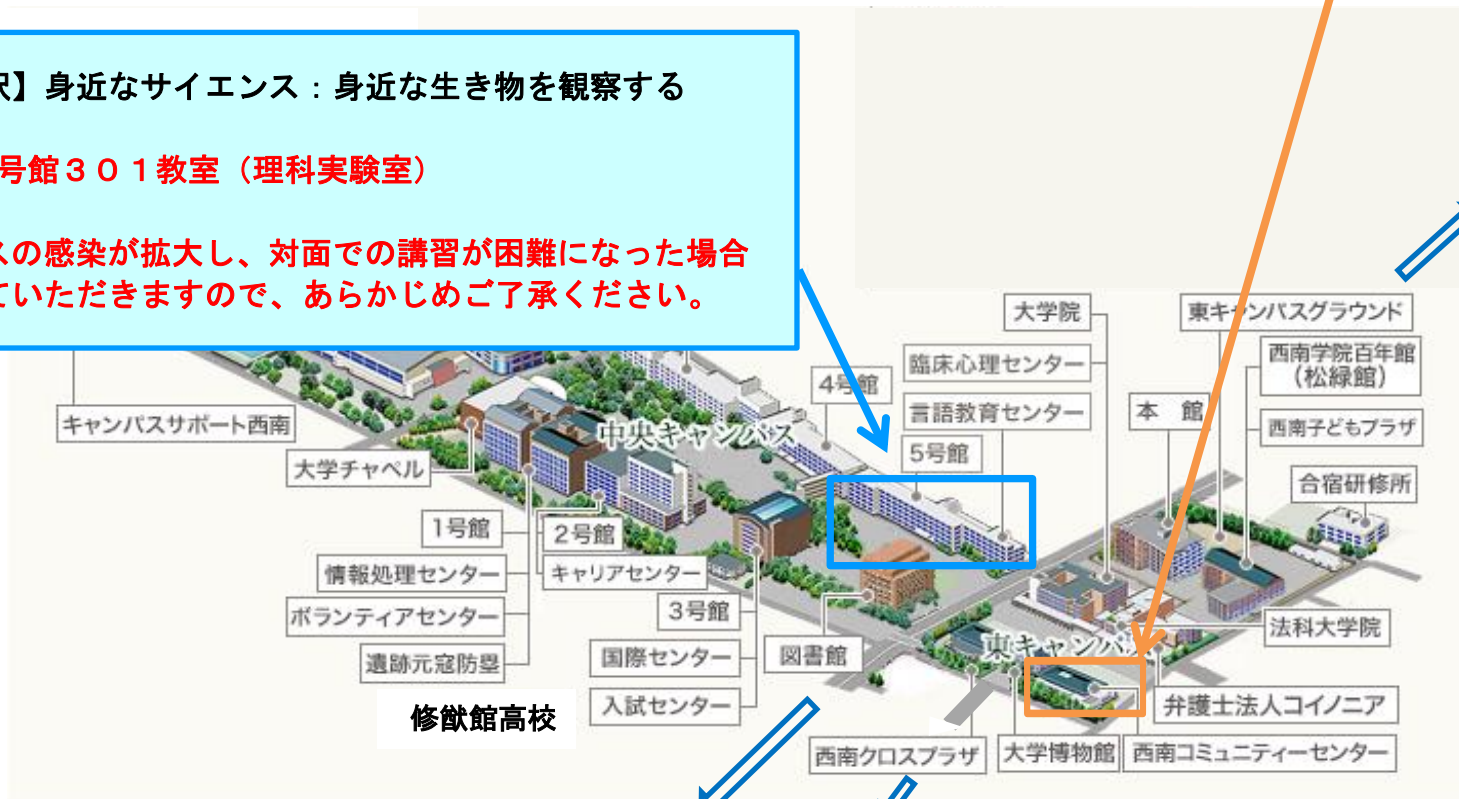 択】身近なサイエンス：身近な生き物を観察する
号館３０１教室（理科実験室）
スの感染が拡大し、対面での講習が困難になった場合
ていただきますので、あらかじめご了承ください。
大学院
東キャンパスグラウンド
臨床心理センター
西南学院百年館
（松緑館）
4号館
言語教育センター
本 館
キャンパスサポート西南
中央キャンパス
西南子どもプラザ
5号館
大学チャペル
合宿研修所
1号館
2号館
情報処理センター
キャリアセンター
ボランティアセンター
3号館
法科大学院
遺跡元寇防塁
国際センター
図書館
東キャンパス
修猷館高校
入試センター
弁護士法人コイノニア
西南クロスプラザ
大学博物館
西南コミュニティーセンター